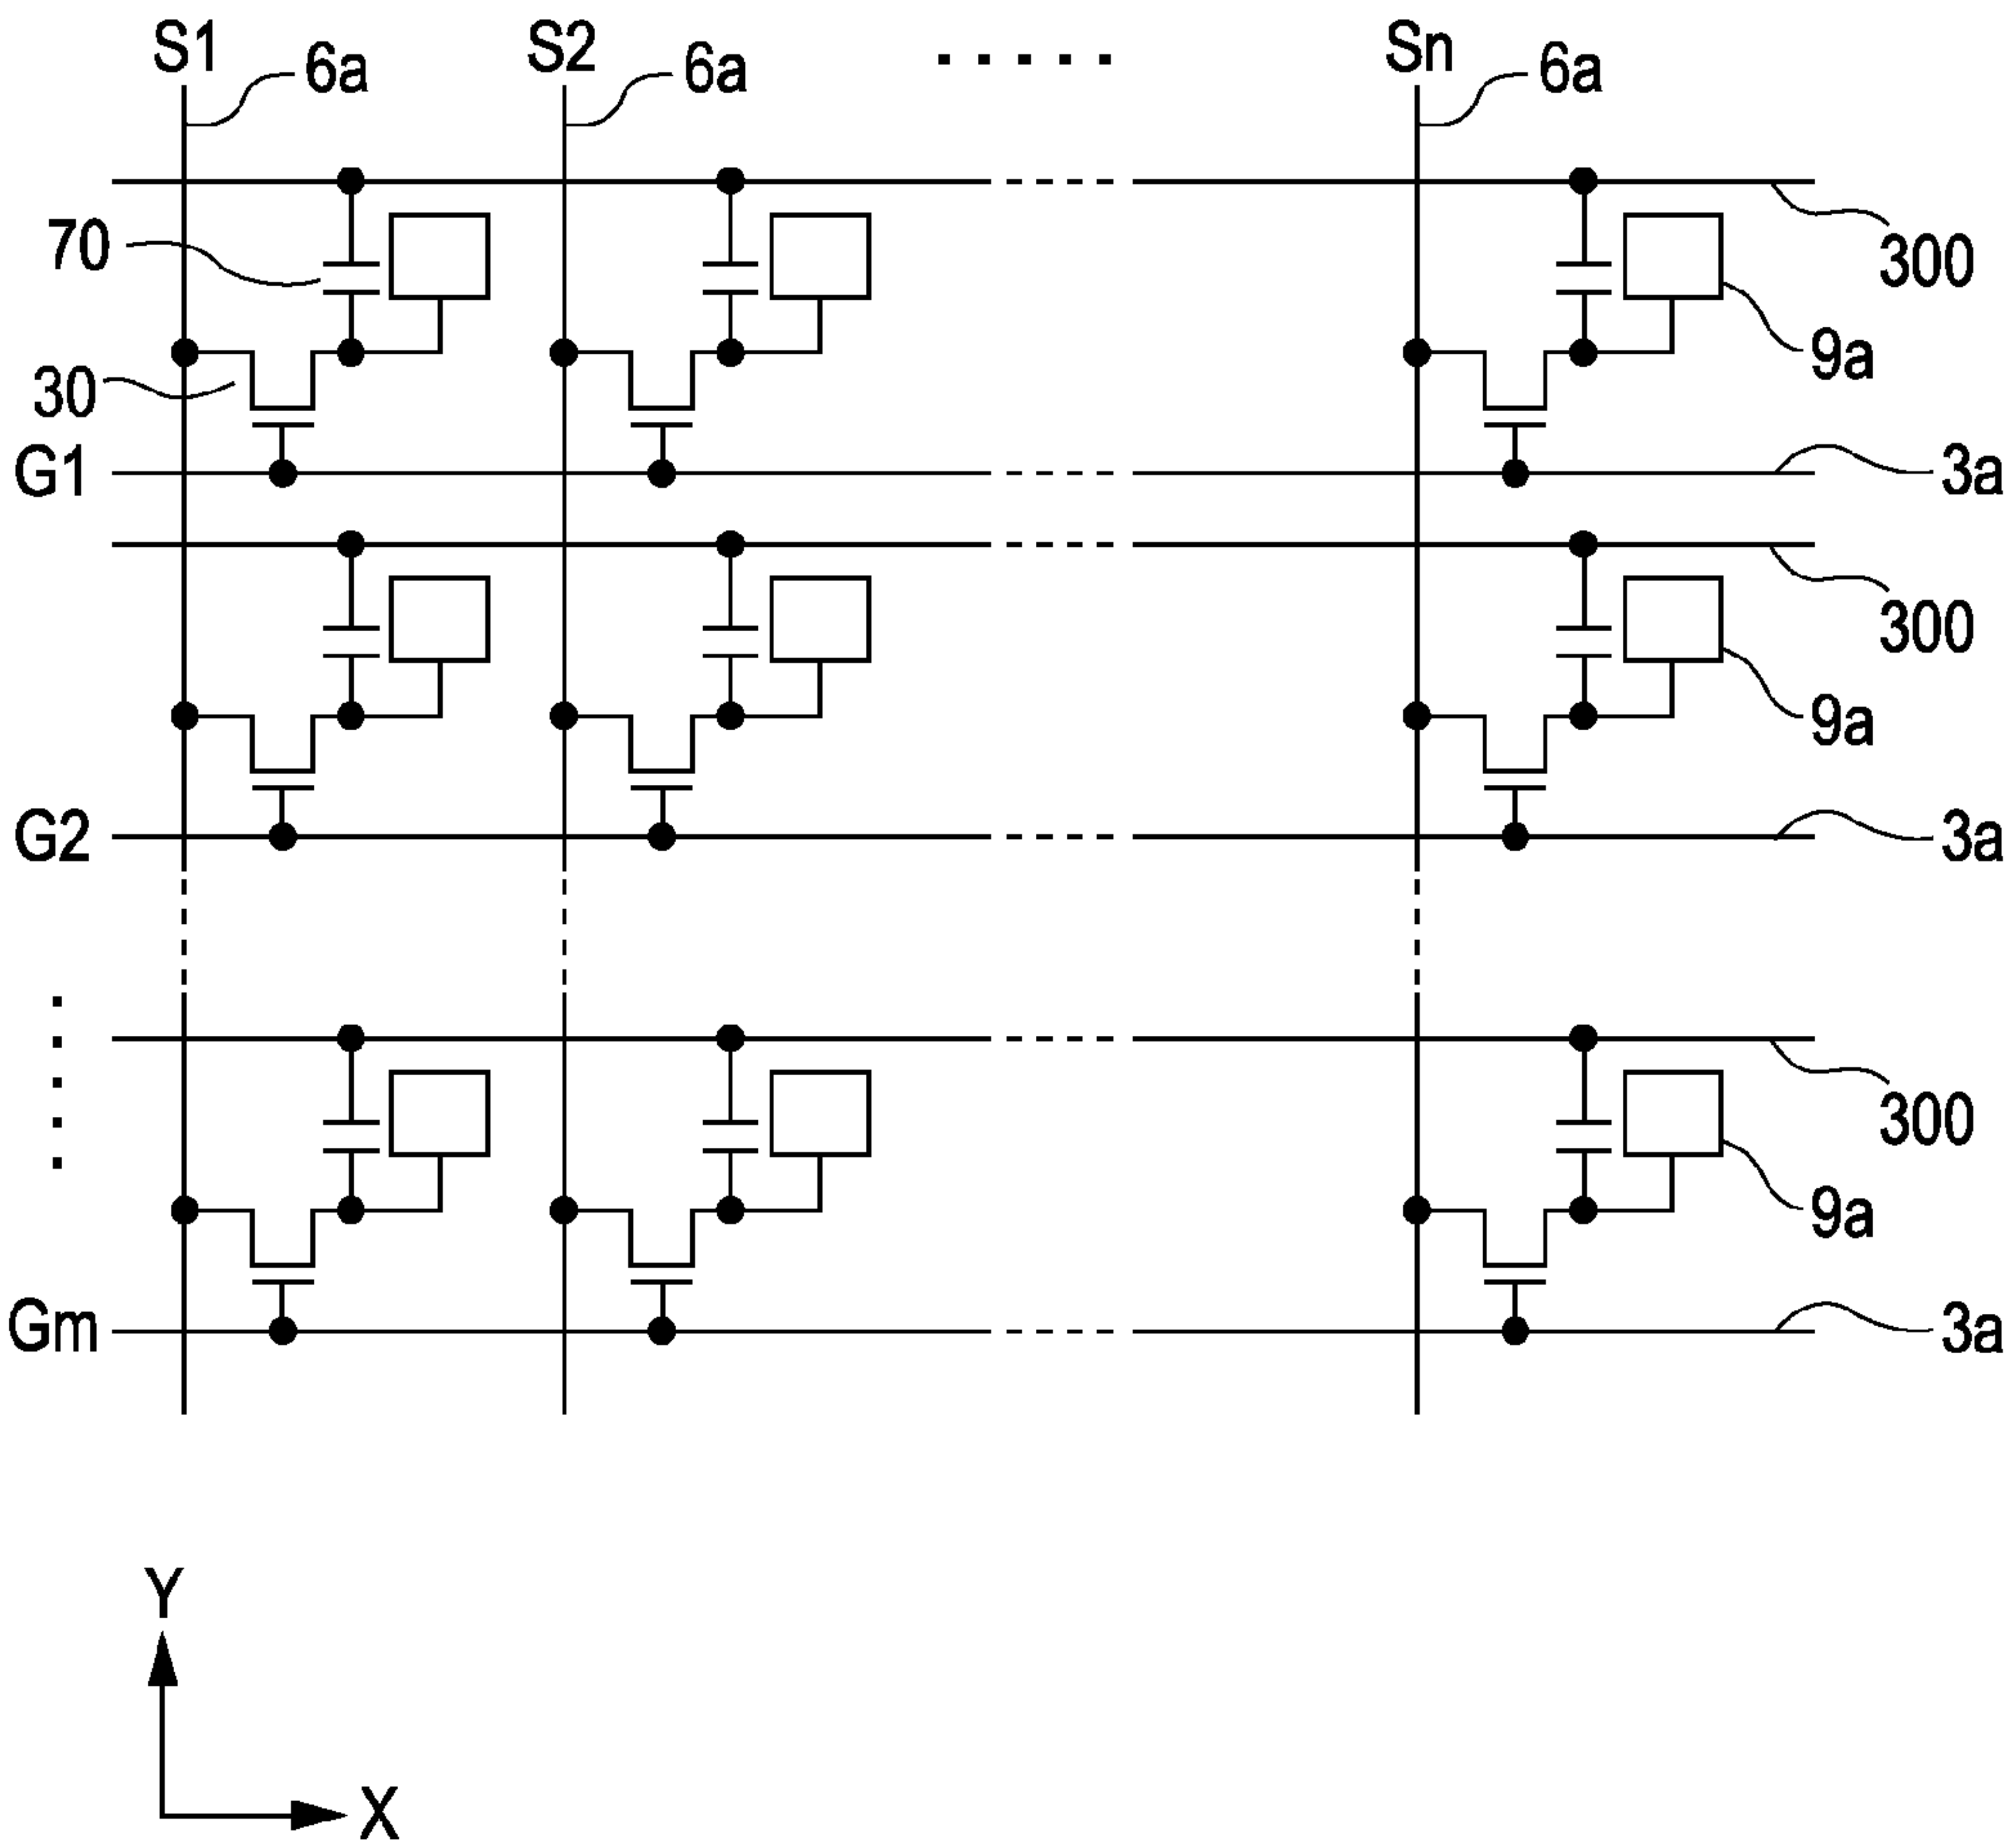 S1 6a S2 6a ..... Sn 6a
70 300
30 9a
G1 3a
300
9a
G2 3a
300
9a
Gm 3a
Y
X